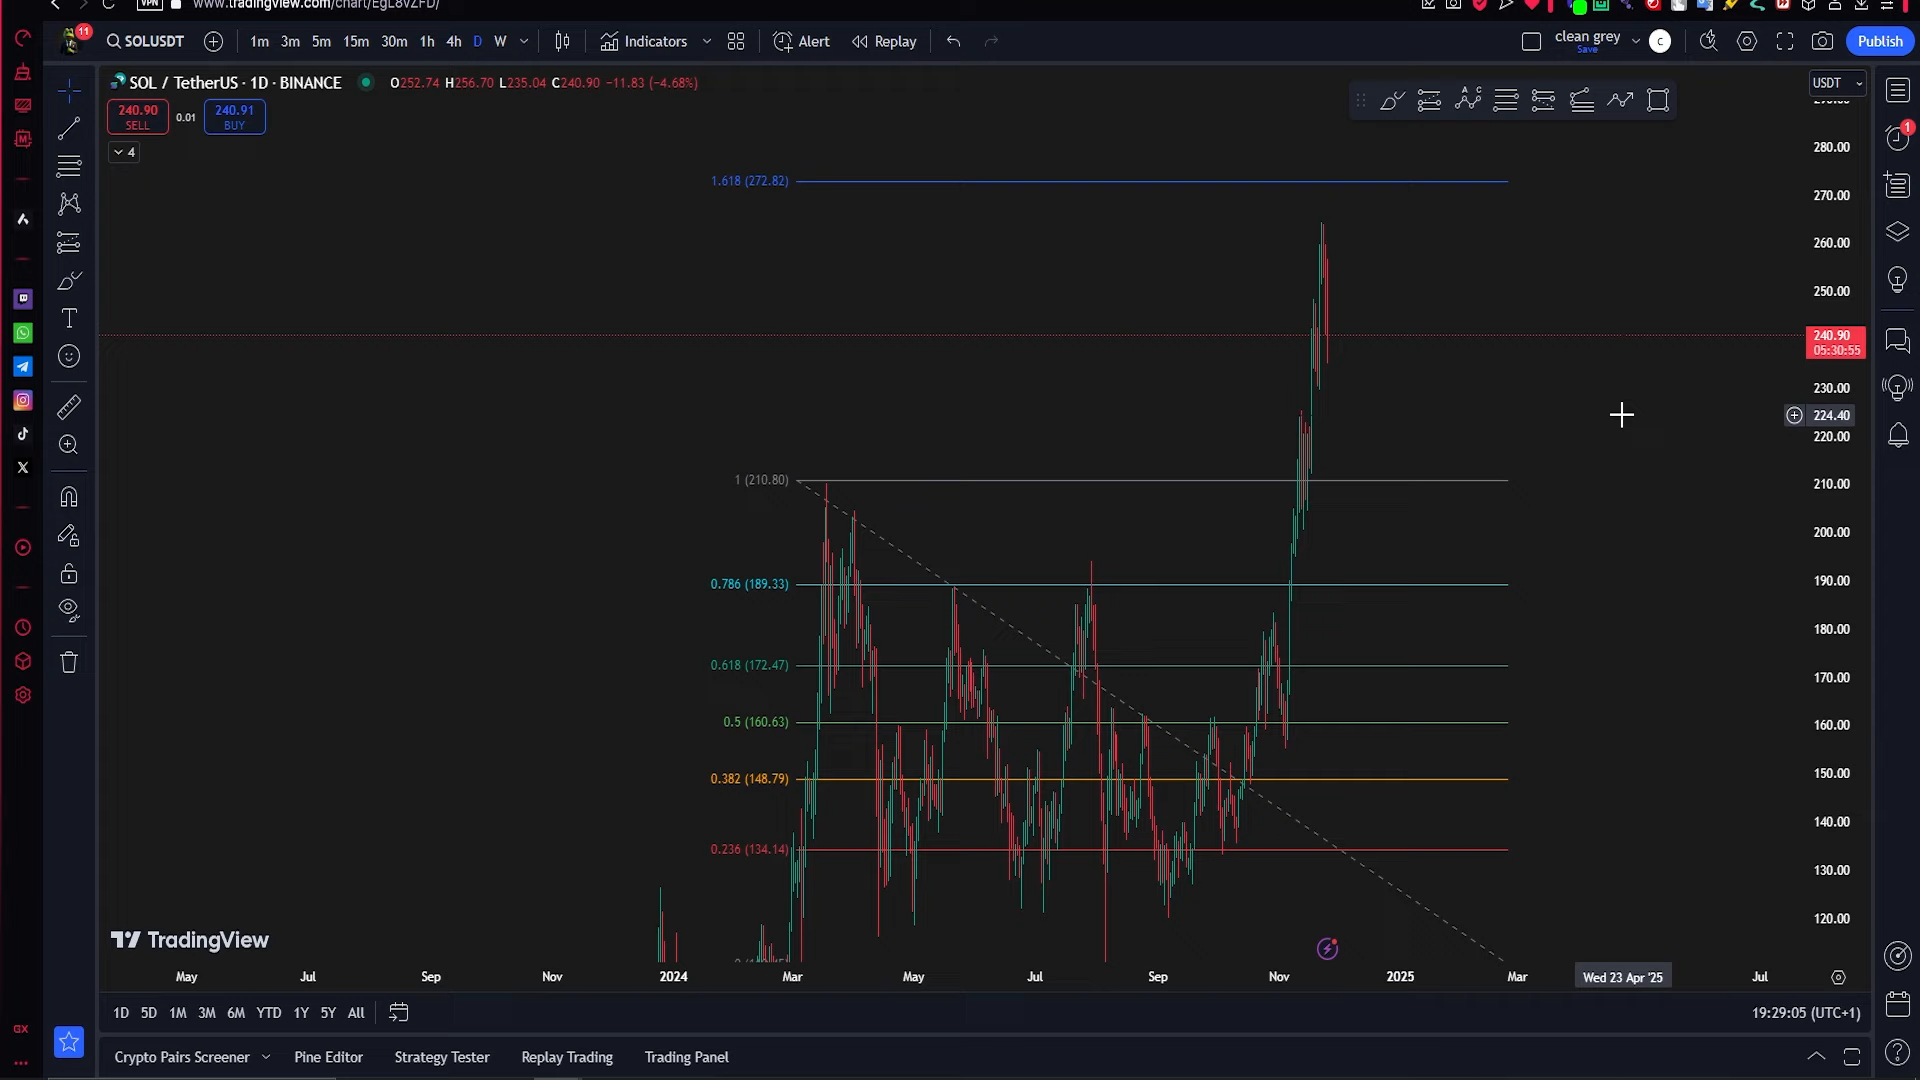 VPN
www.tradingview.com/chart/EgL8vZFD/
11
SOLUSDT
1m 3m 5m 15m 30m 1h 4h D W
Indicators
Alert
Replay
clean grey
Save
C
Publish
SOL / TetherUS · 1D · BINANCE
O252.74 H256.70 L235.04 C240.90 −11.83 (−4.68%)
USDT
240.90
SELL
0.01
240.91
BUY
4
1
280.00
270.00
260.00
250.00
240.90
05:30:55
230.00
224.40
220.00
210.00
200.00
190.00
180.00
170.00
160.00
150.00
140.00
130.00
120.00
1.618 (272.82)
1 (210.80)
0.786 (189.33)
0.618 (172.47)
0.5 (160.63)
0.382 (148.79)
0.236 (134.14)
TradingView
May Jul Sep Nov 2024 Mar May Jul Sep Nov 2025 Mar Wed 23 Apr '25 Jul
1D 5D 1M 3M 6M YTD 1Y 5Y All
19:29:05 (UTC+1)
GX
Crypto Pairs Screener Pine Editor Strategy Tester Replay Trading Trading Panel